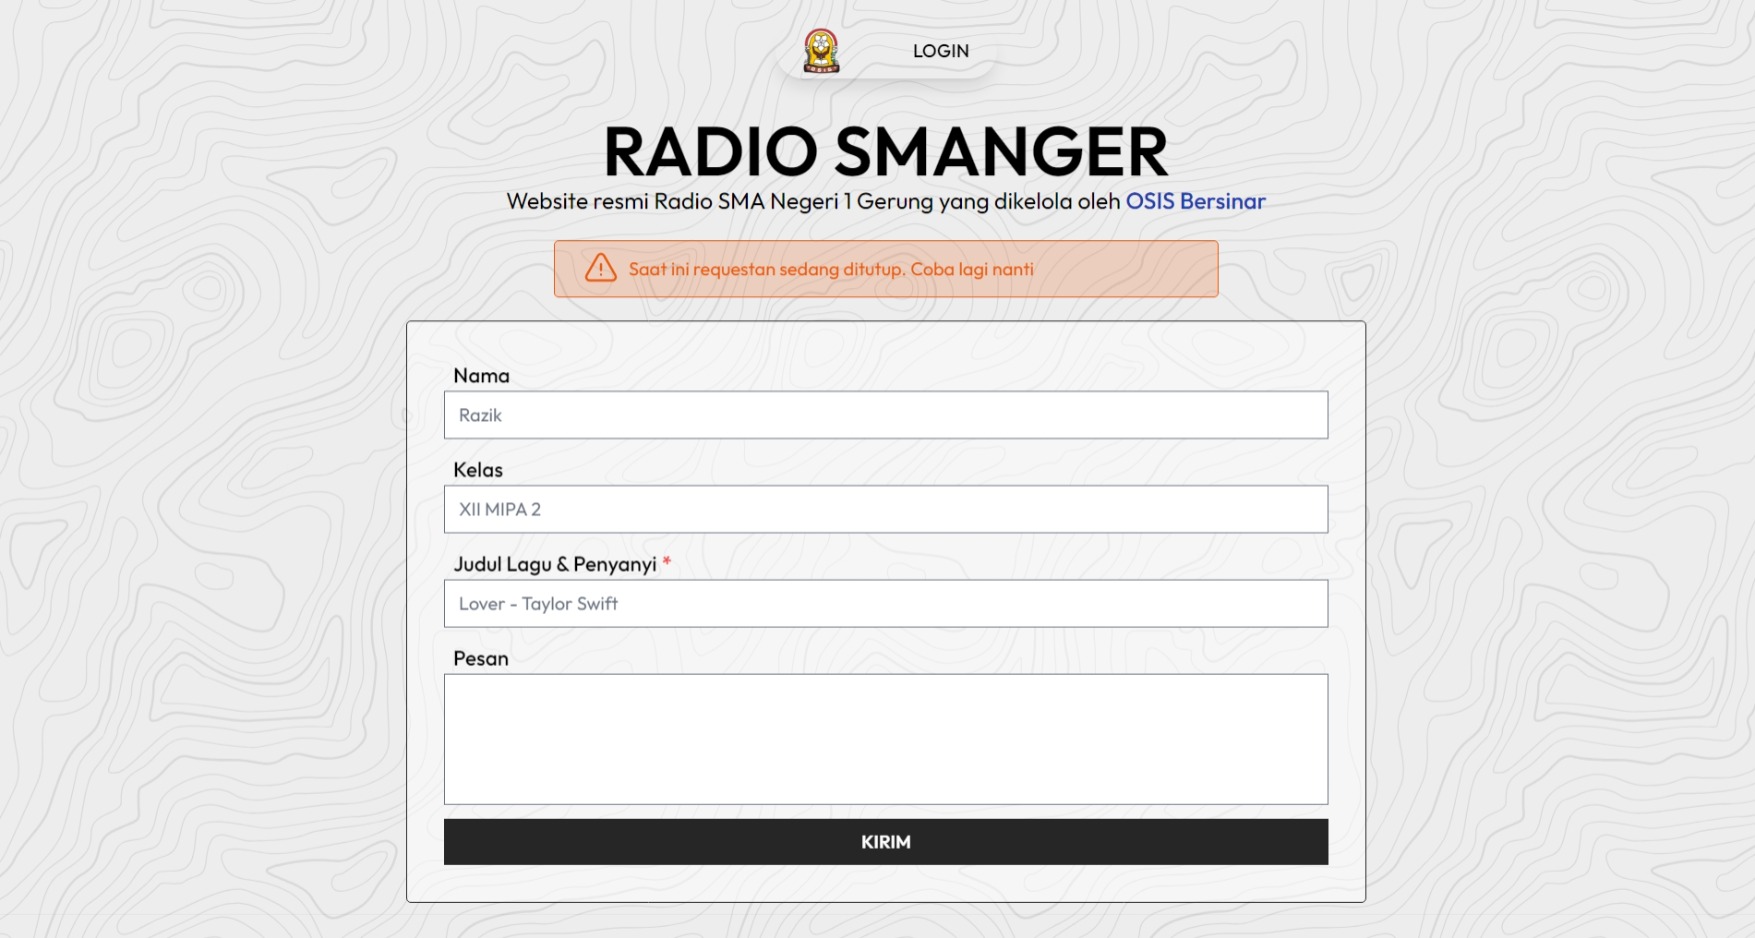 LOGIN
RADIO SMANGER
Website resmi Radio SMA Negeri 1 Gerung yang dikelola oleh OSIS Bersinar
Saat ini requestan sedang ditutup. Coba lagi nanti
Nama
Razik
Kelas
XII MIPA 2
Judul Lagu & Penyanyi *
Lover - Taylor Swift
Pesan
KIRIM